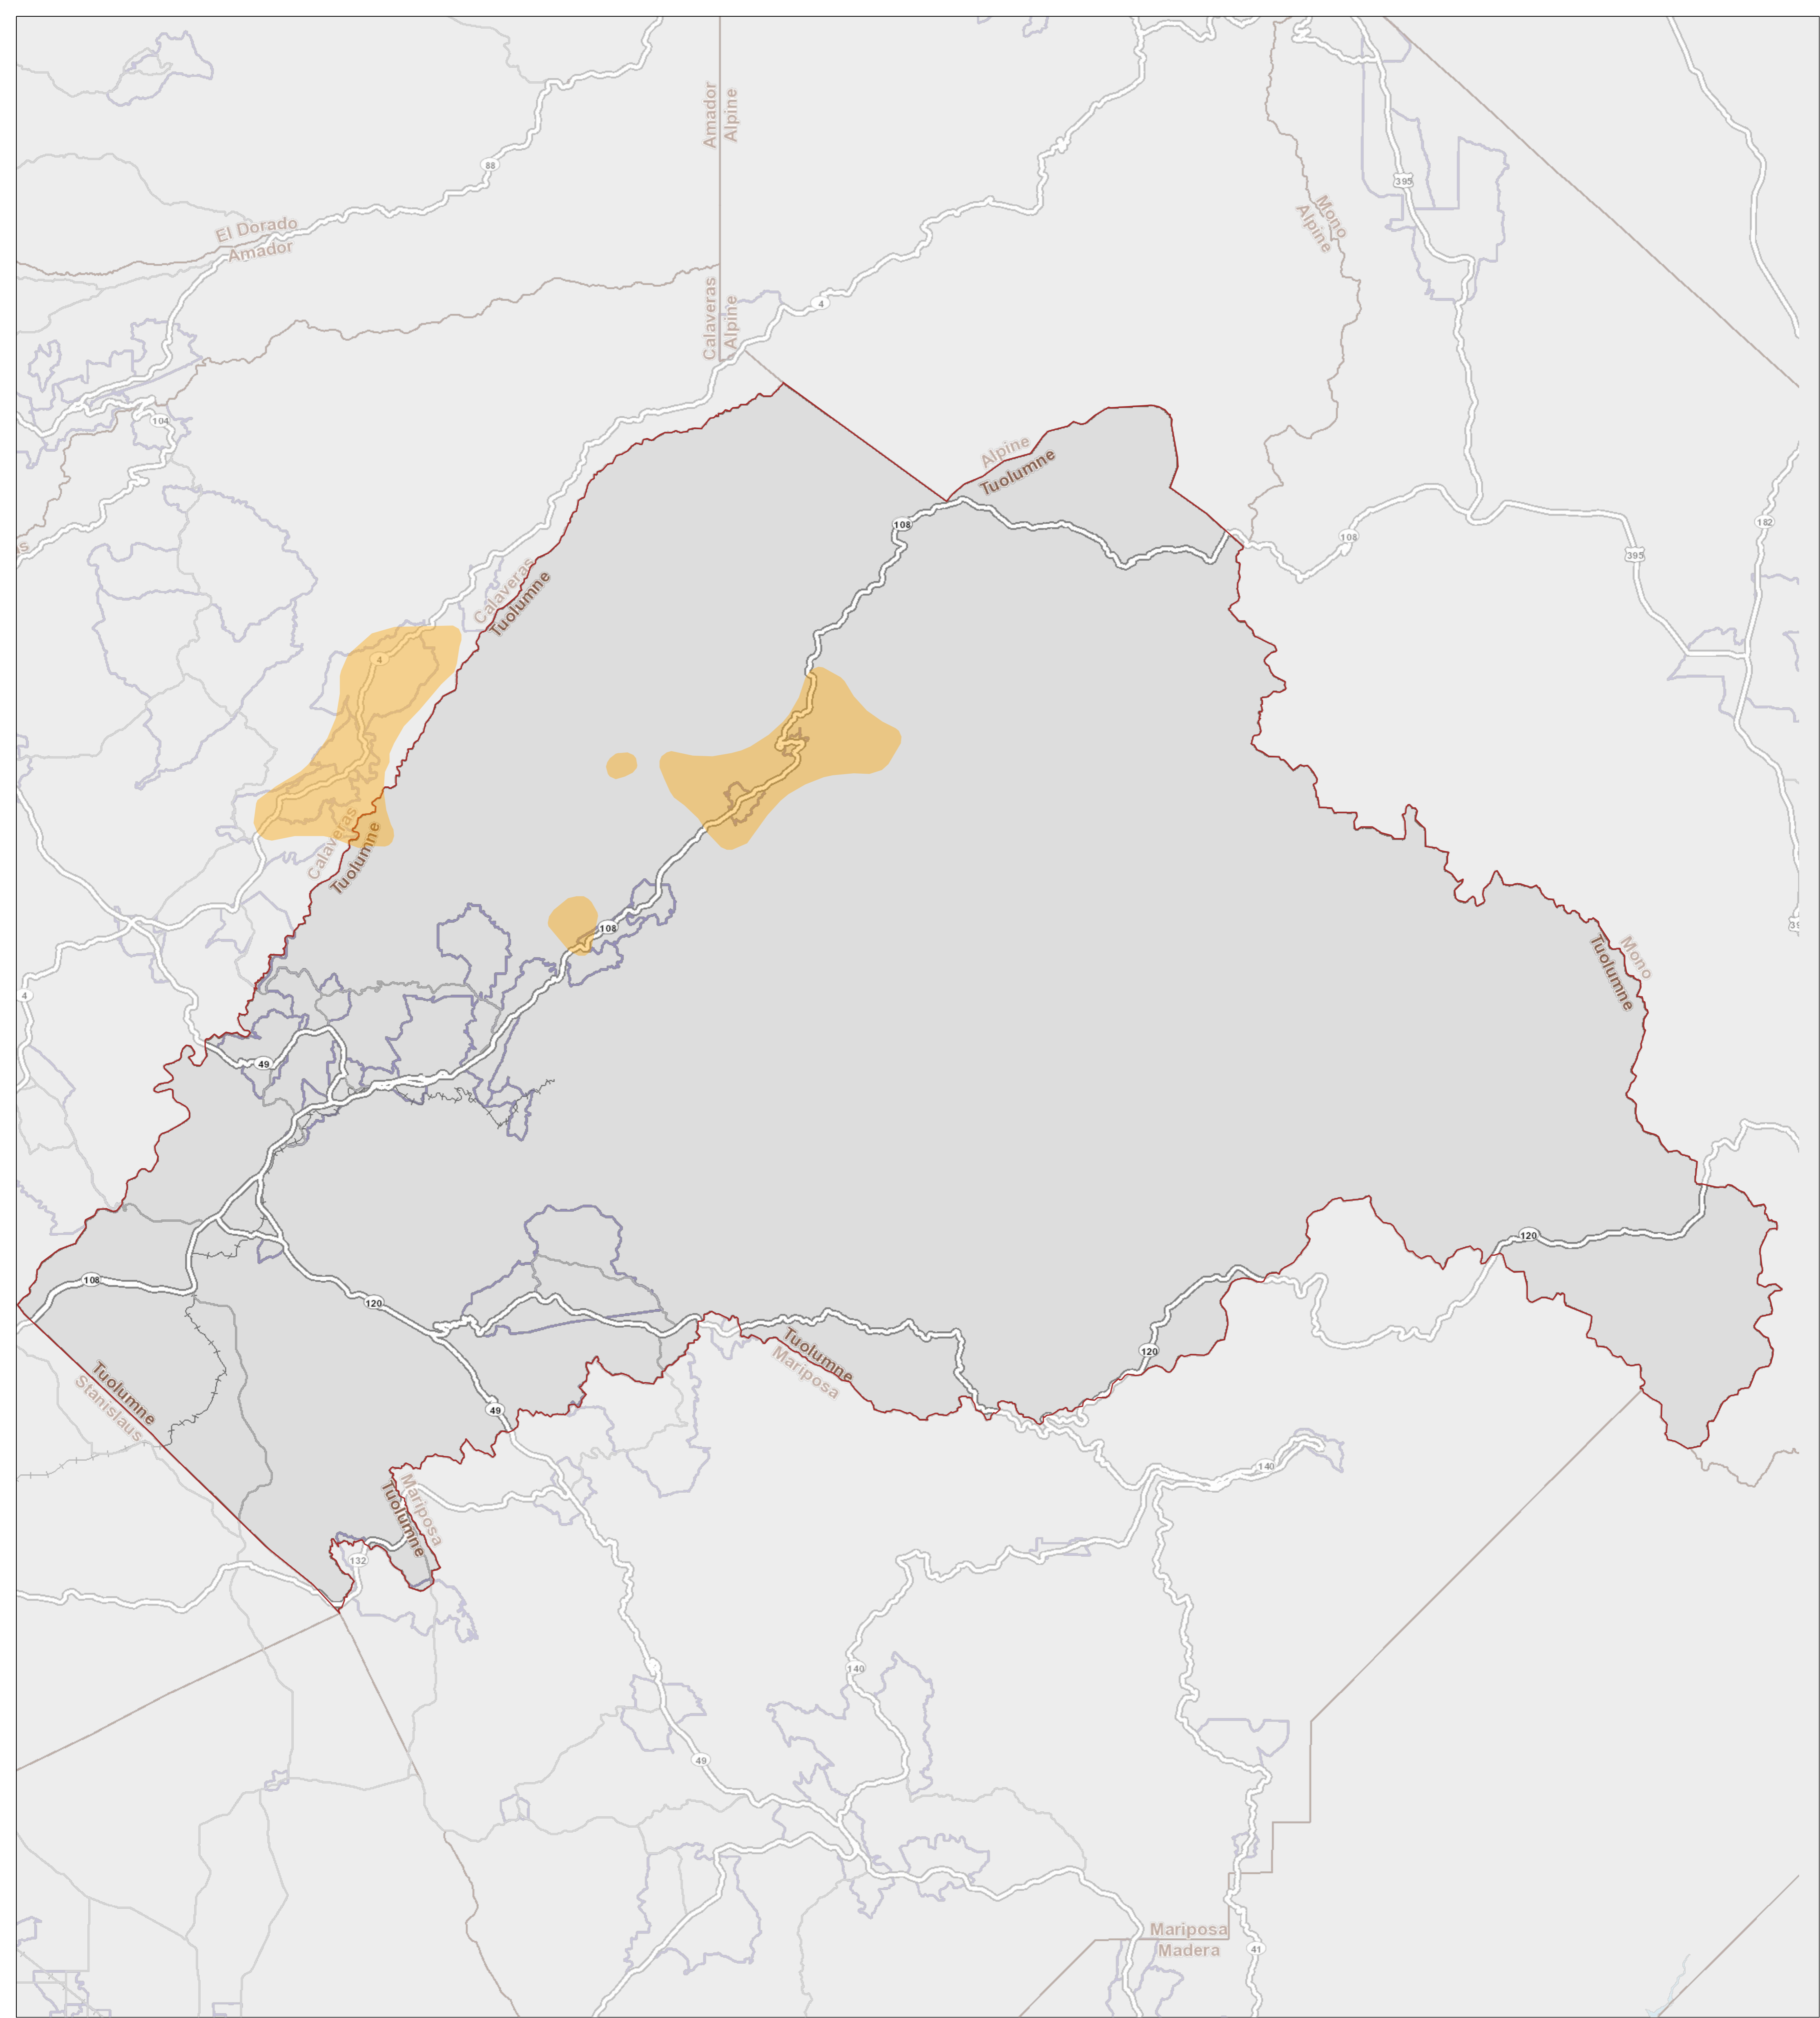 Amador
Alpine
88
395
Mono
Alpine
El Dorado
Amador
Calaveras
Alpine
4
104
Alpine
Tuolumne
108
182
108
395
as
Calaveras
Tuolumne
4
Calaveras
Tuolumne
108
39
Mono
Tuolumne
4
49
120
108
120
Tuolumne
Mariposa
120
Tuolumne
Stanislaus
49
140
Mariposa
Tuolumne
132
140
49
Mariposa
Madera
41